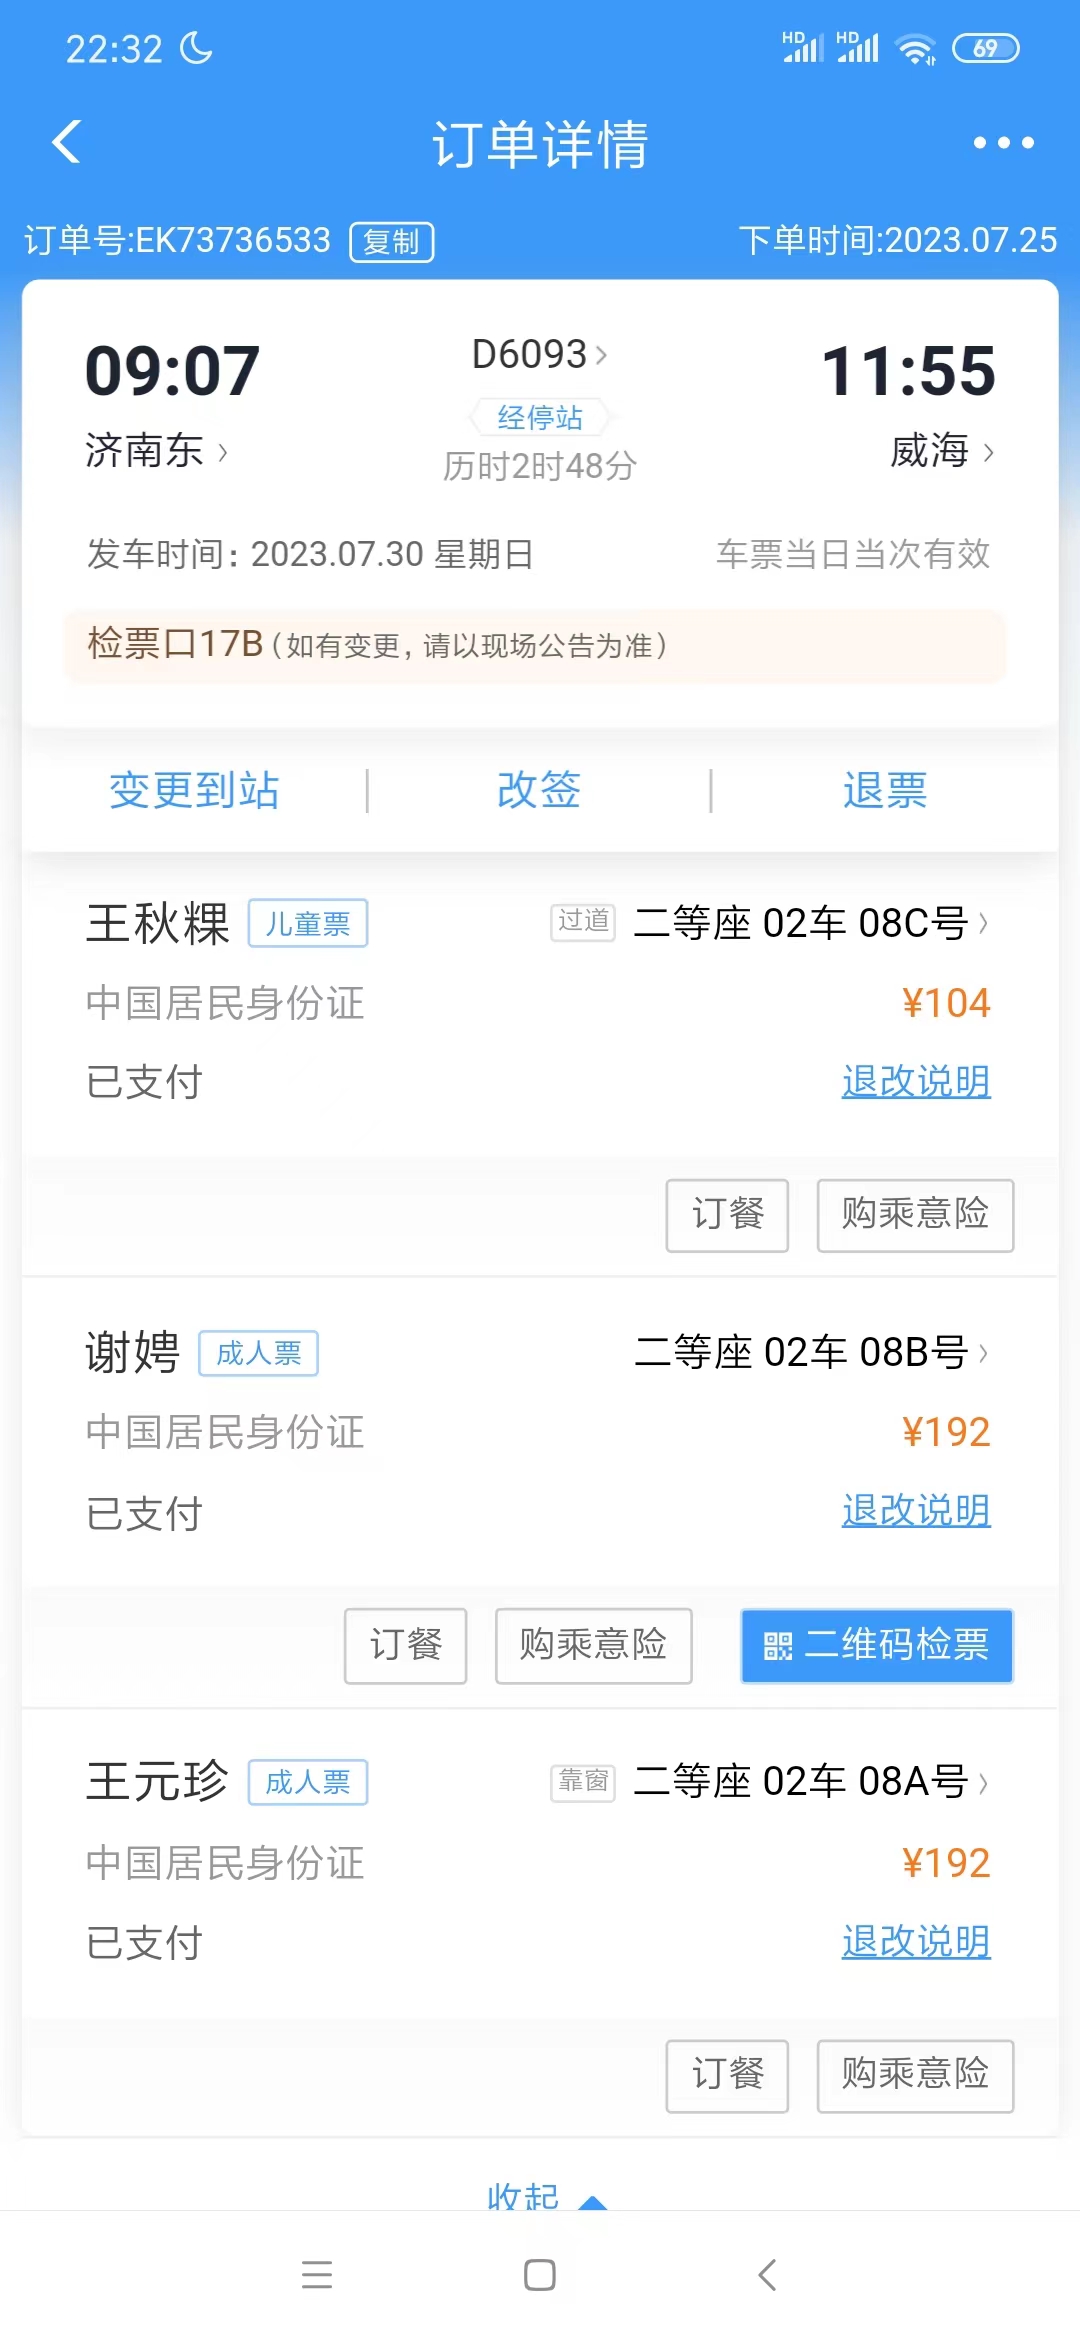 22:32 HD HD 69
订单详情
订单号:EK73736533 复制 下单时间:2023.07.25
09:07 D6093 11:55
经停站
济南东 历时2时48分 威海
发车时间：2023.07.30 星期日 车票当日当次有效
检票口17B（如有变更，请以现场公告为准）
变更到站 改签 退票
王秋粿 儿童票 过道 二等座 02车 08C号
中国居民身份证 ¥104
已支付 退改说明
订餐 购乘意险
谢娉 成人票 二等座 02车 08B号
中国居民身份证 ¥192
已支付 退改说明
订餐 购乘意险 二维码检票
王元珍 成人票 靠窗 二等座 02车 08A号
中国居民身份证 ¥192
已支付 退改说明
订餐 购乘意险
收起